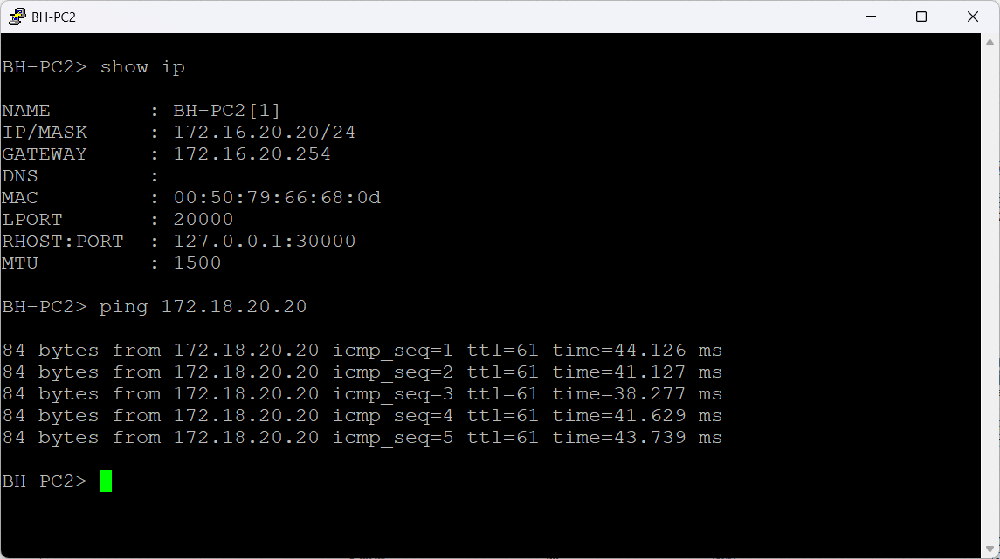 BH-PC2
BH-PC2> show ip
NAME : BH-PC2[1]
IP/MASK : 172.16.20.20/24
GATEWAY : 172.16.20.254
DNS :
MAC : 00:50:79:66:68:0d
LPORT : 20000
RHOST:PORT : 127.0.0.1:30000
MTU : 1500
BH-PC2> ping 172.18.20.20
84 bytes from 172.18.20.20 icmp_seq=1 ttl=61 time=44.126 ms
84 bytes from 172.18.20.20 icmp_seq=2 ttl=61 time=41.127 ms
84 bytes from 172.18.20.20 icmp_seq=3 ttl=61 time=38.277 ms
84 bytes from 172.18.20.20 icmp_seq=4 ttl=61 time=41.629 ms
84 bytes from 172.18.20.20 icmp_seq=5 ttl=61 time=43.739 ms
BH-PC2>